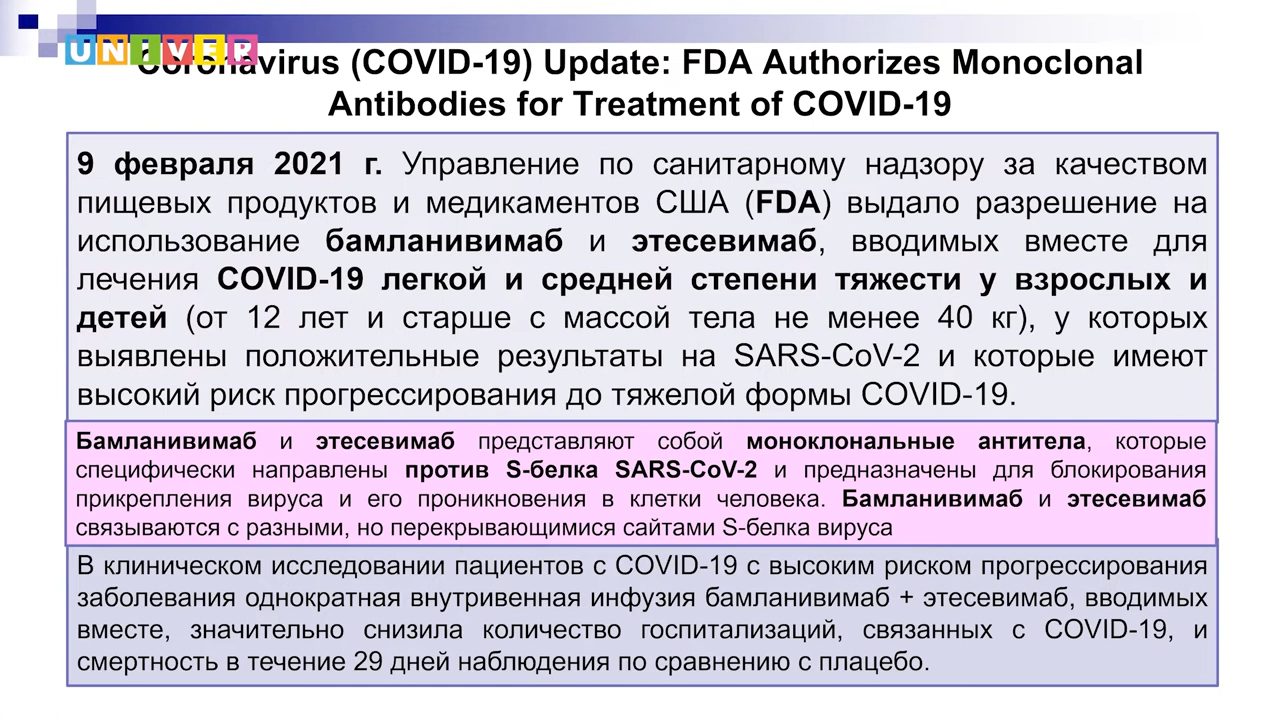 UNIVER
Coronavirus (COVID-19) Update: FDA Authorizes Monoclonal
Antibodies for Treatment of COVID-19
9 февраля 2021 г. Управление по санитарному надзору за качеством
пищевых продуктов и медикаментов США (FDA) выдало разрешение на
использование бамланивимаб и этесевимаб, вводимых вместе для
лечения COVID-19 легкой и средней степени тяжести у взрослых и
детей (от 12 лет и старше с массой тела не менее 40 кг), у которых
выявлены положительные результаты на SARS-CoV-2 и которые имеют
высокий риск прогрессирования до тяжелой формы COVID-19.
Бамланивимаб и этесевимаб представляют собой моноклональные антитела, которые
специфически направлены против S-белка SARS-CoV-2 и предназначены для блокирования
прикрепления вируса и его проникновения в клетки человека. Бамланивимаб и этесевимаб
связываются с разными, но перекрывающимися сайтами S-белка вируса
В клиническом исследовании пациентов с COVID-19 с высоким риском прогрессирования
заболевания однократная внутривенная инфузия бамланивимаб + этесевимаб, вводимых
вместе, значительно снизила количество госпитализаций, связанных с COVID-19, и
смертность в течение 29 дней наблюдения по сравнению с плацебо.